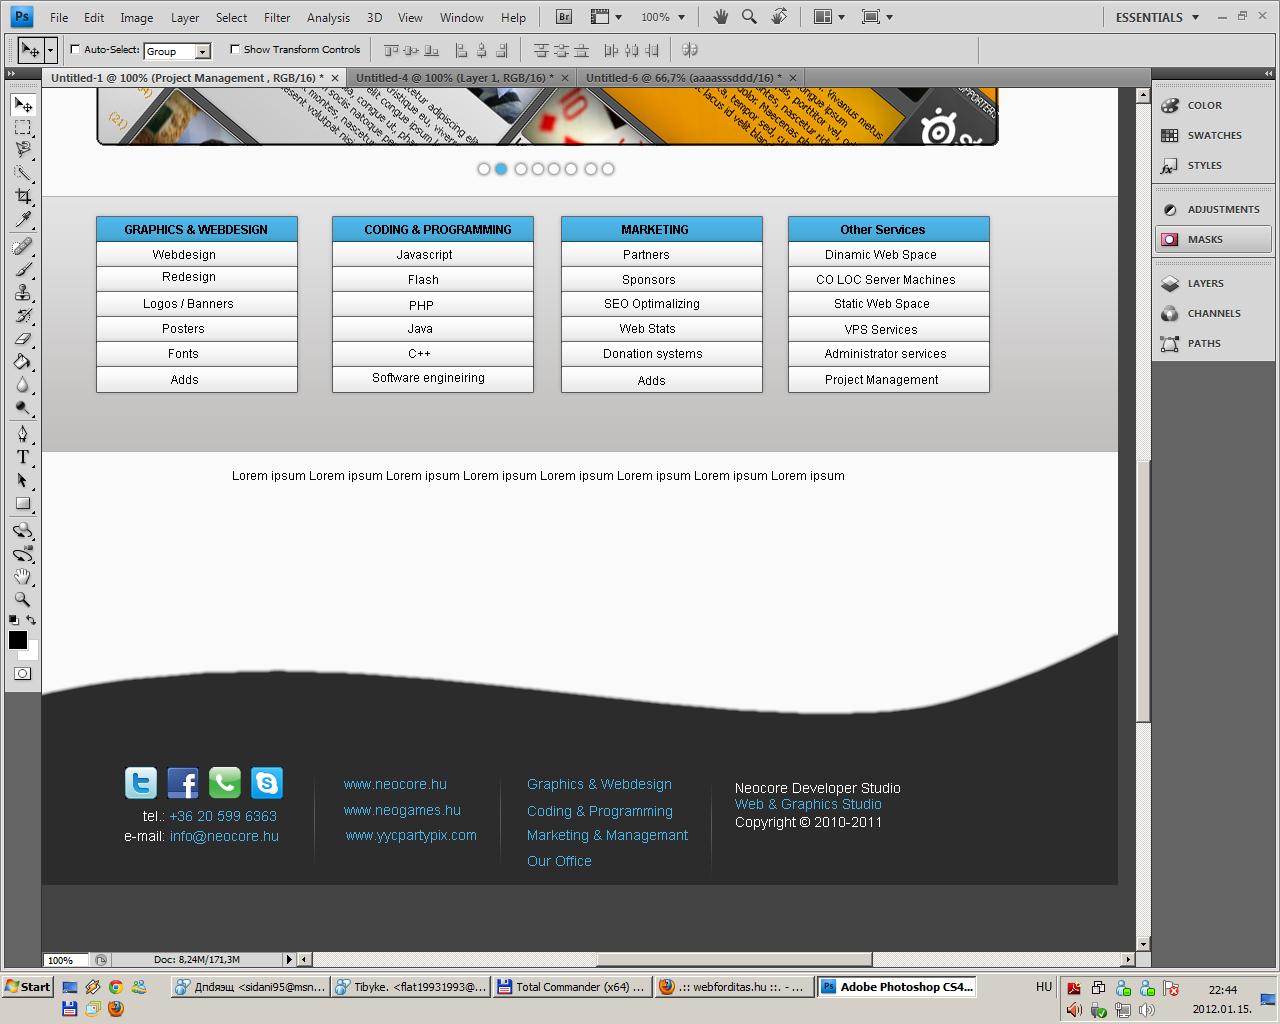 Ps File Edit Image Layer Select Filter Analysis 3D View Window Help Br 100% ESSENTIALS
Auto-Select: Group Show Transform Controls
Untitled-1 @ 100% (Project Management , RGB/16) * Untitled-4 @ 100% (Layer 1, RGB/16) * Untitled-6 @ 66,7% (aaaasssddd/16) *
(21)
COLOR
SWATCHES
STYLES
ADJUSTMENTS
MASKS
LAYERS
CHANNELS
PATHS
GRAPHICS & WEBDESIGN
Webdesign
Redesign
Logos / Banners
Posters
Fonts
Adds
CODING & PROGRAMMING
Javascript
Flash
PHP
Java
C++
Software engineiring
MARKETING
Partners
Sponsors
SEO Optimalizing
Web Stats
Donation systems
Adds
Other Services
Dinamic Web Space
CO LOC Server Machines
Static Web Space
VPS Services
Administrator services
Project Management
Lorem ipsum Lorem ipsum Lorem ipsum Lorem ipsum Lorem ipsum Lorem ipsum Lorem ipsum Lorem ipsum
tel.: +36 20 599 6363
e-mail: info@neocore.hu
www.neocore.hu
www.neogames.hu
www.yycpartypix.com
Graphics & Webdesign
Coding & Programming
Marketing & Managemant
Our Office
Neocore Developer Studio
Web & Graphics Studio
Copyright © 2010-2011
100% Doc: 8,24M/171,3M
Start Дпdяэщ <sidani95@msn... Tibyke. <flat19931993@... Total Commander (x64) ... .:: webforditas.hu ::. - ... Adobe Photoshop CS4... HU 22:44
2012.01.15.